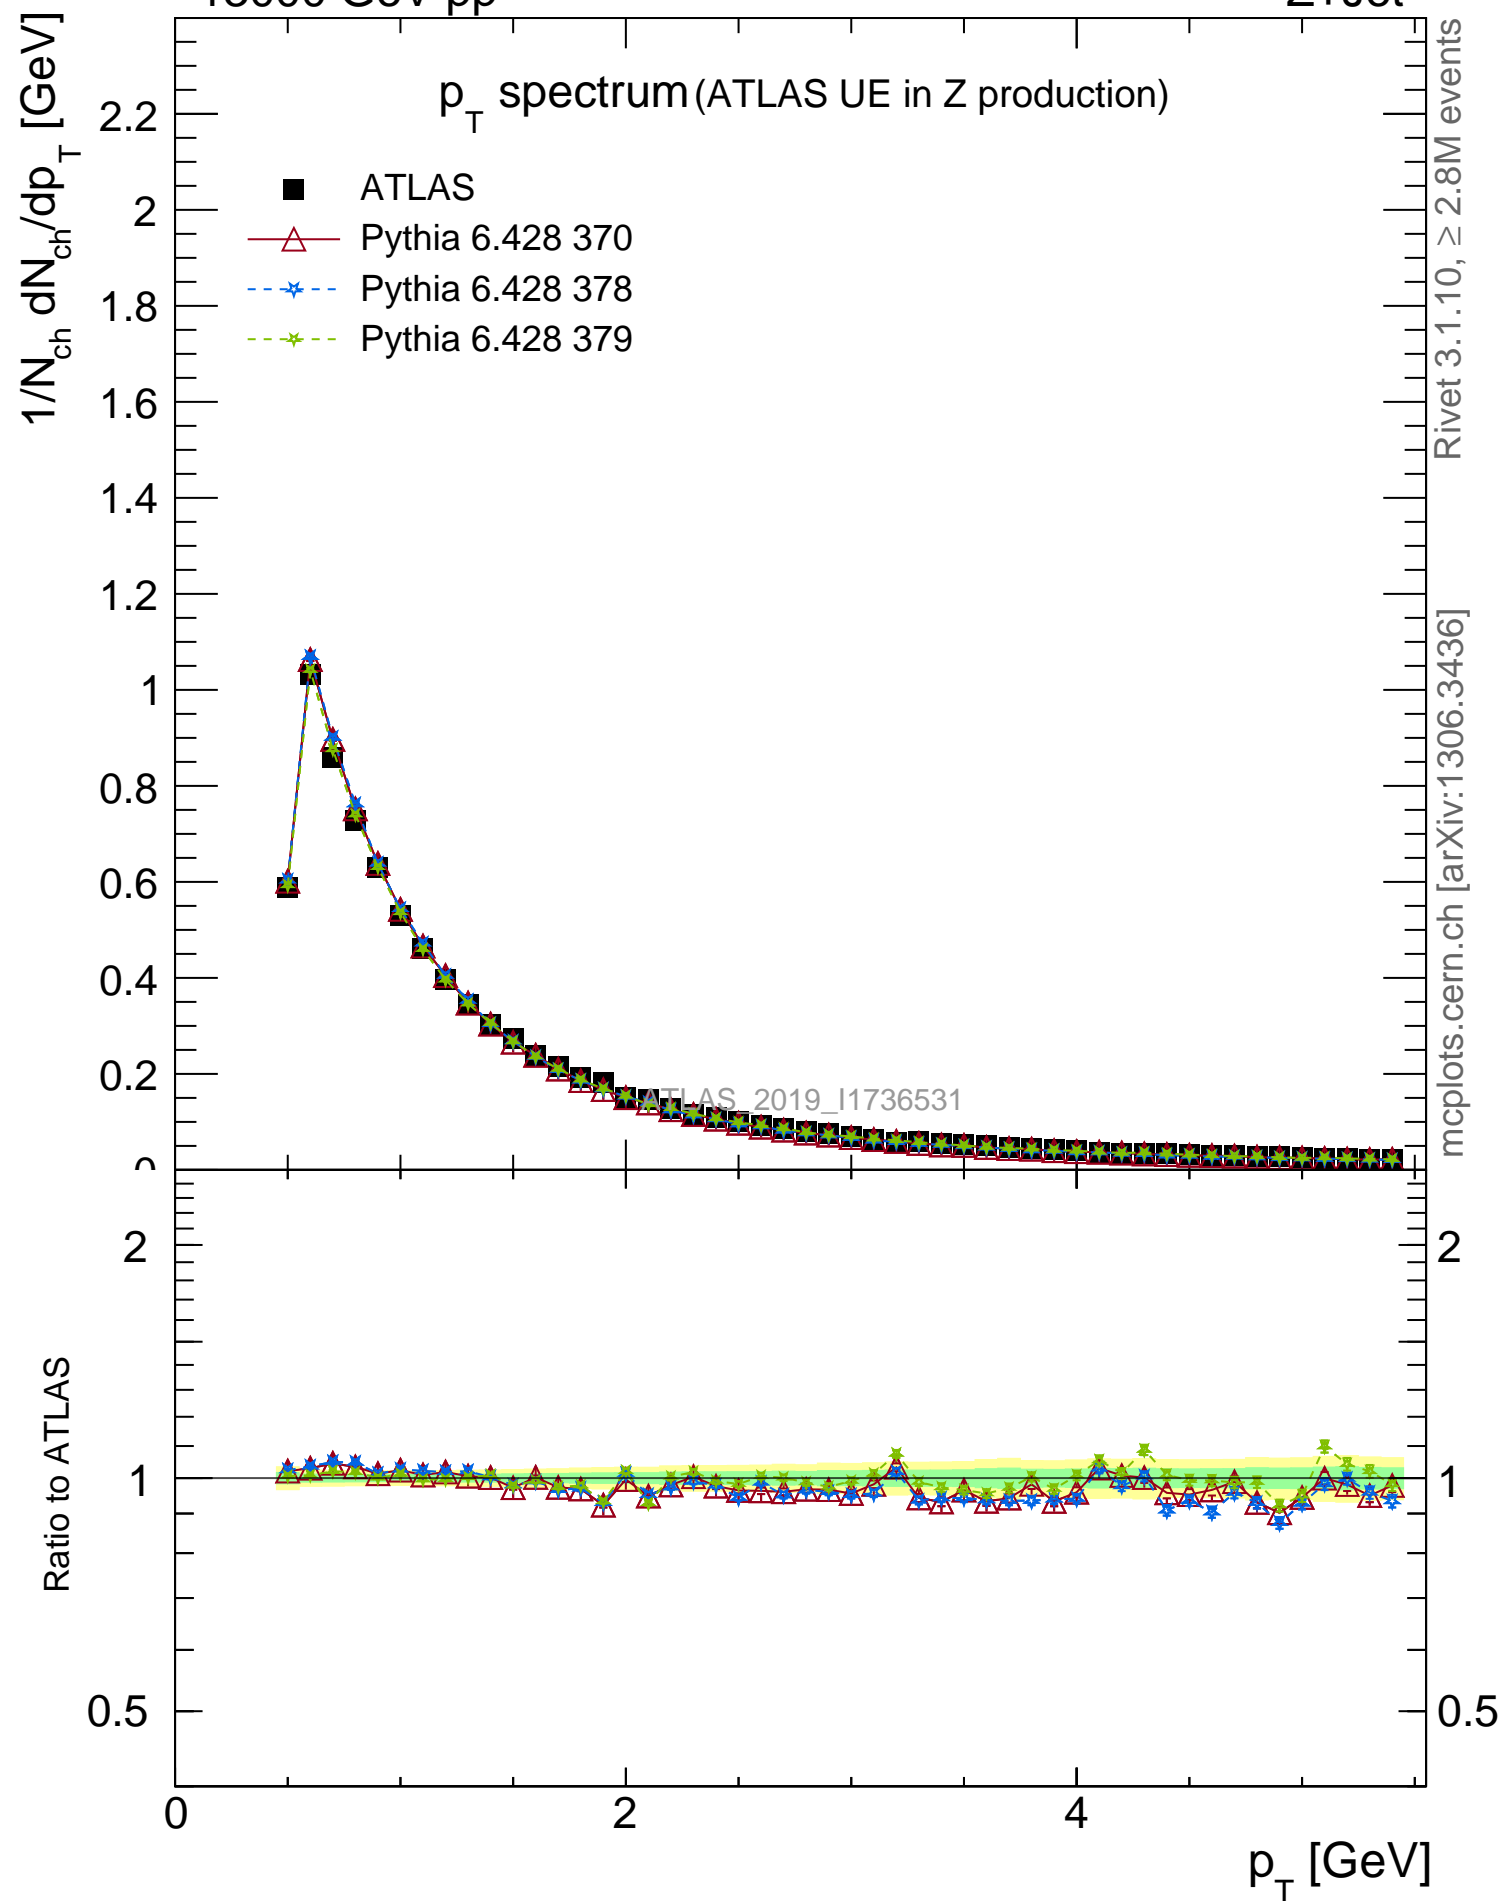 1/N_ch dN_ch/dp_T [GeV]
p_T spectrum (ATLAS UE in Z production)
ATLAS
Pythia 6.428 370
Pythia 6.428 378
Pythia 6.428 379
2.2
2
1.8
1.6
1.4
1.2
1
0.8
0.6
0.4
0.2
0
ATLAS_2019_I1736531
Rivet 3.1.10, ≥ 2.8M events
mcplots.cern.ch [arXiv:1306.3436]
Ratio to ATLAS
2
1
0.5
2
1
0.5
0
2
4
p_T [GeV]